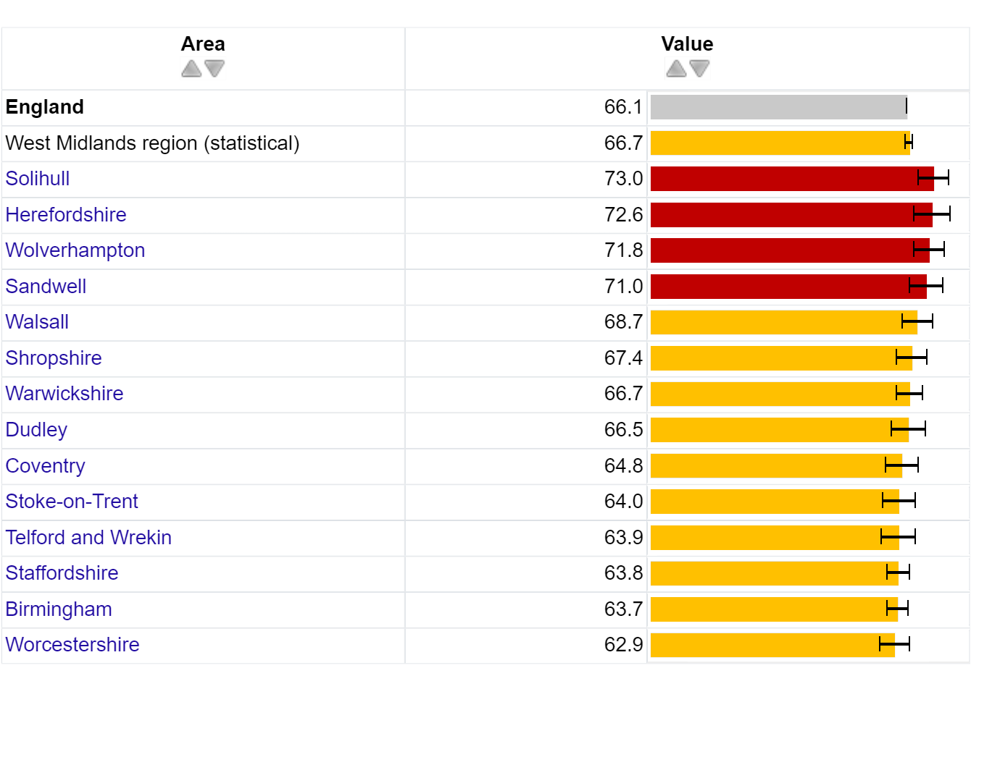 Area Value
England 66.1
West Midlands region (statistical) 66.7
Solihull 73.0
Herefordshire 72.6
Wolverhampton 71.8
Sandwell 71.0
Walsall 68.7
Shropshire 67.4
Warwickshire 66.7
Dudley 66.5
Coventry 64.8
Stoke-on-Trent 64.0
Telford and Wrekin 63.9
Staffordshire 63.8
Birmingham 63.7
Worcestershire 62.9